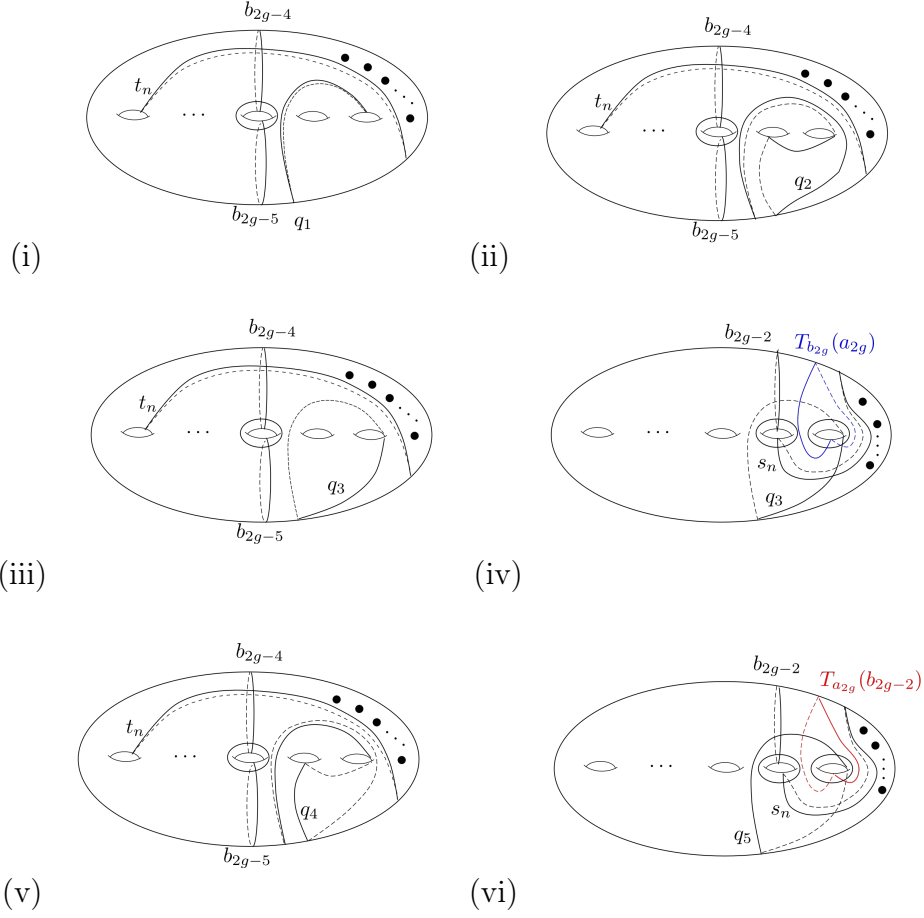 b_{2g−4} b_{2g−4}
t_n t_n
. . . . . .
q_2
b_{2g−5} q_1 b_{2g−5}
(i) (ii)
b_{2g−4} b_{2g−2} T_{b_{2g}}(a_{2g})
t_n
. . . . . .
s_n
q_3 q_3
b_{2g−5}
(iii) (iv)
b_{2g−4} b_{2g−2} T_{a_{2g}}(b_{2g−2})
t_n
. . . . . .
q_4 s_n
q_5
b_{2g−5}
(v) (vi)